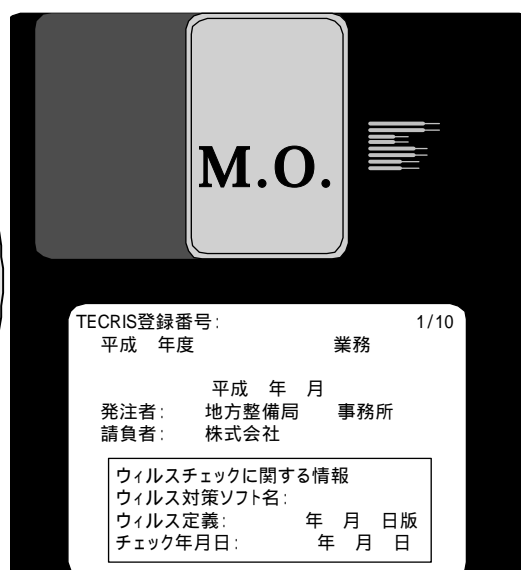 M.O.
TECRIS登録番号: 1/10
平成 年度 業務
平成 年 月
発注者: 地方整備局 事務所
請負者: 株式会社
ウィルスチェックに関する情報
ウィルス対策ソフト名:
ウィルス定義: 年 月 日版
チェック年月日: 年 月 日